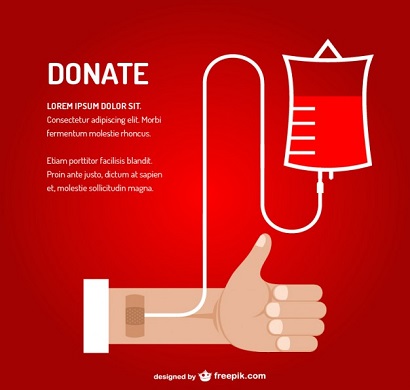 DONATE
LOREM IPSUM DOLOR SIT.
Consectetur adipiscing elit. Morbi
fermentum molestie rhoncus.
Etiam porttitor facilisis blandit.
Proin ante justo, dictum at sapien
et, molestie sollicitudin magna.
designed by freepik.com